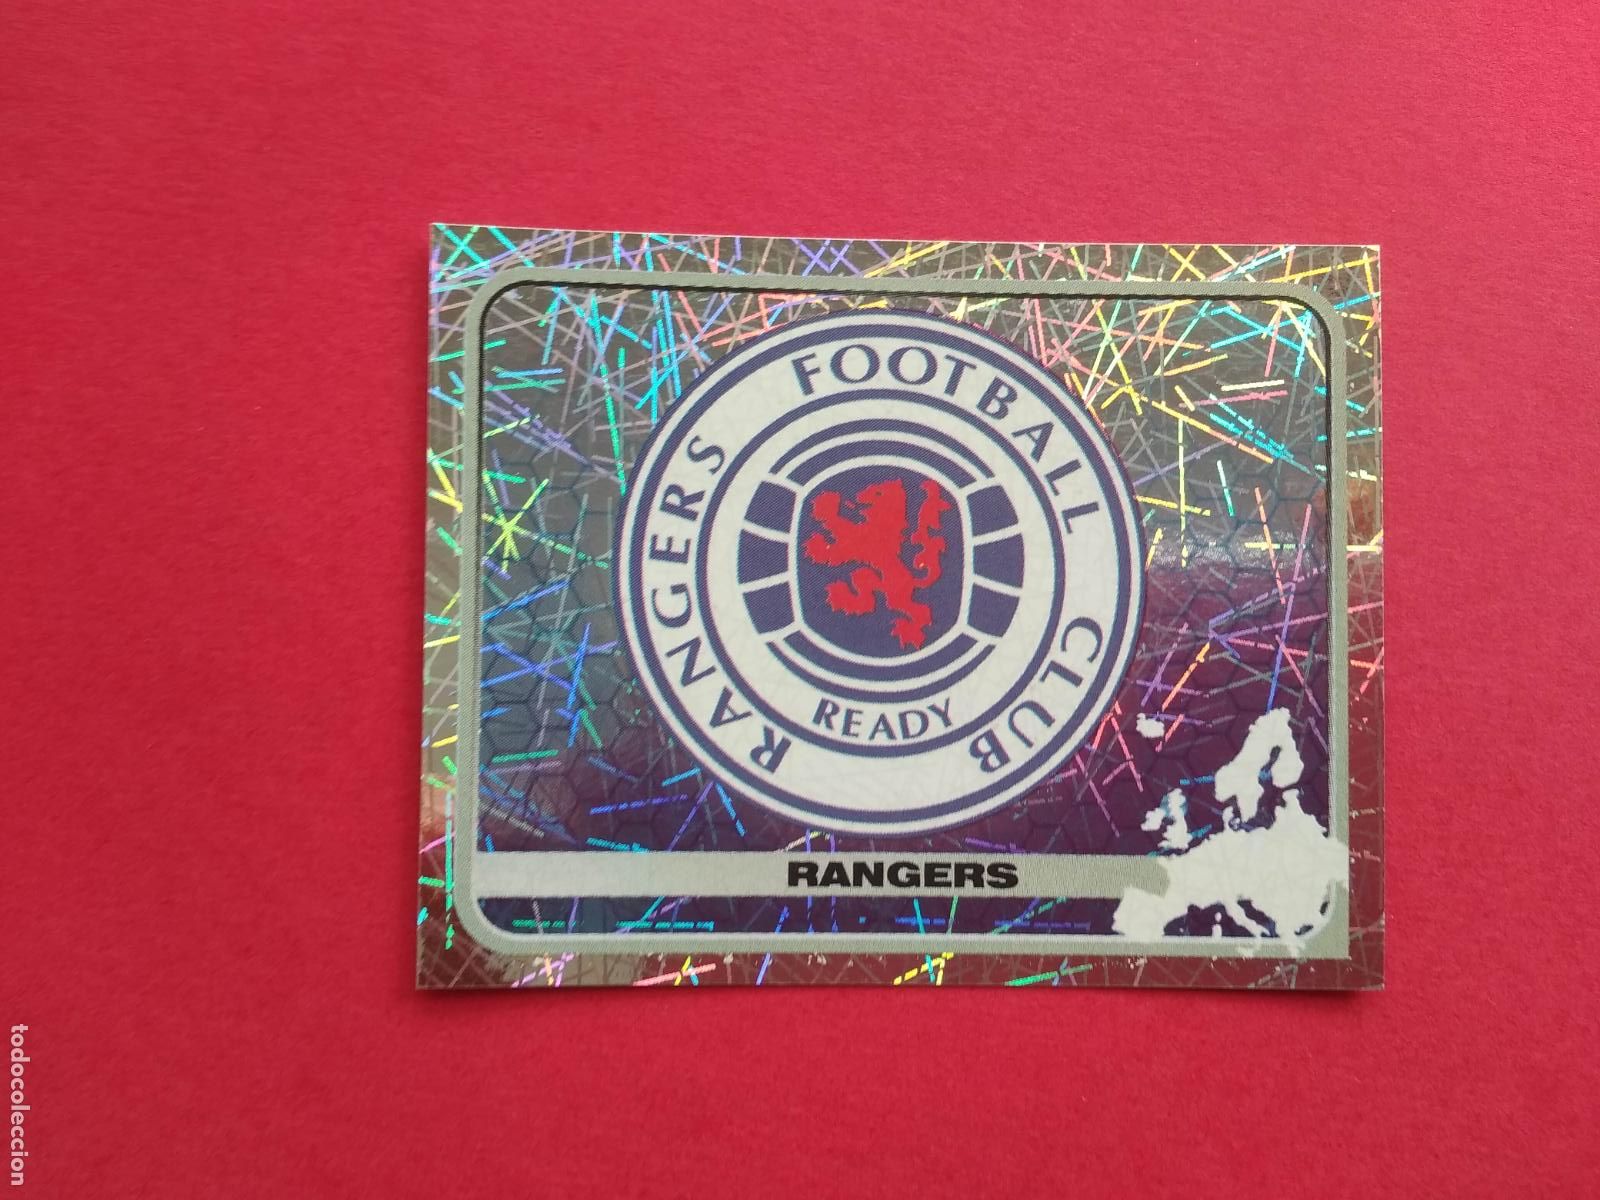 RANGERS FOOTBALL CLUB
READY
RANGERS
todocoleccion